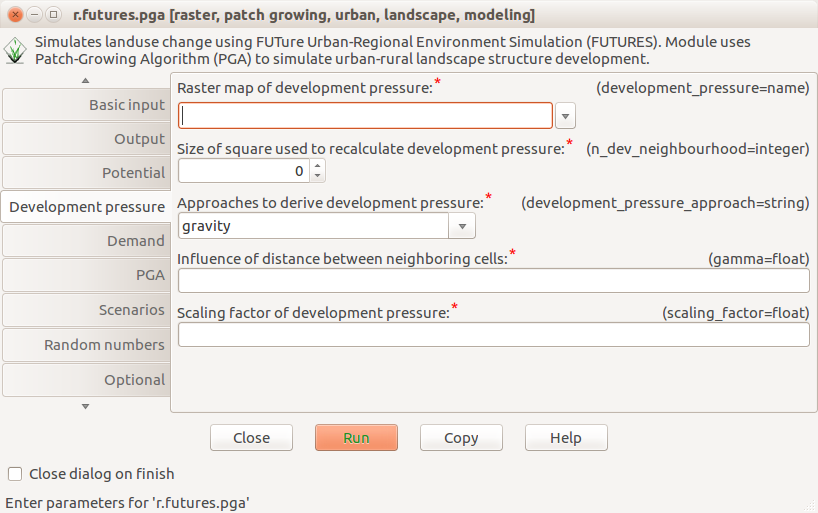 r.futures.pga [raster, patch growing, urban, landscape, modeling]
Simulates landuse change using FUTure Urban-Regional Environment Simulation (FUTURES). Module uses
Patch-Growing Algorithm (PGA) to simulate urban-rural landscape structure development.
Basic input
Output
Potential
Development pressure
Demand
PGA
Scenarios
Random numbers
Optional
Raster map of development pressure:* (development_pressure=name)
Size of square used to recalculate development pressure:* (n_dev_neighbourhood=integer)
0
Approaches to derive development pressure:* (development_pressure_approach=string)
gravity
Influence of distance between neighboring cells:* (gamma=float)
Scaling factor of development pressure:* (scaling_factor=float)
Close Run Copy Help
Close dialog on finish
Enter parameters for 'r.futures.pga'